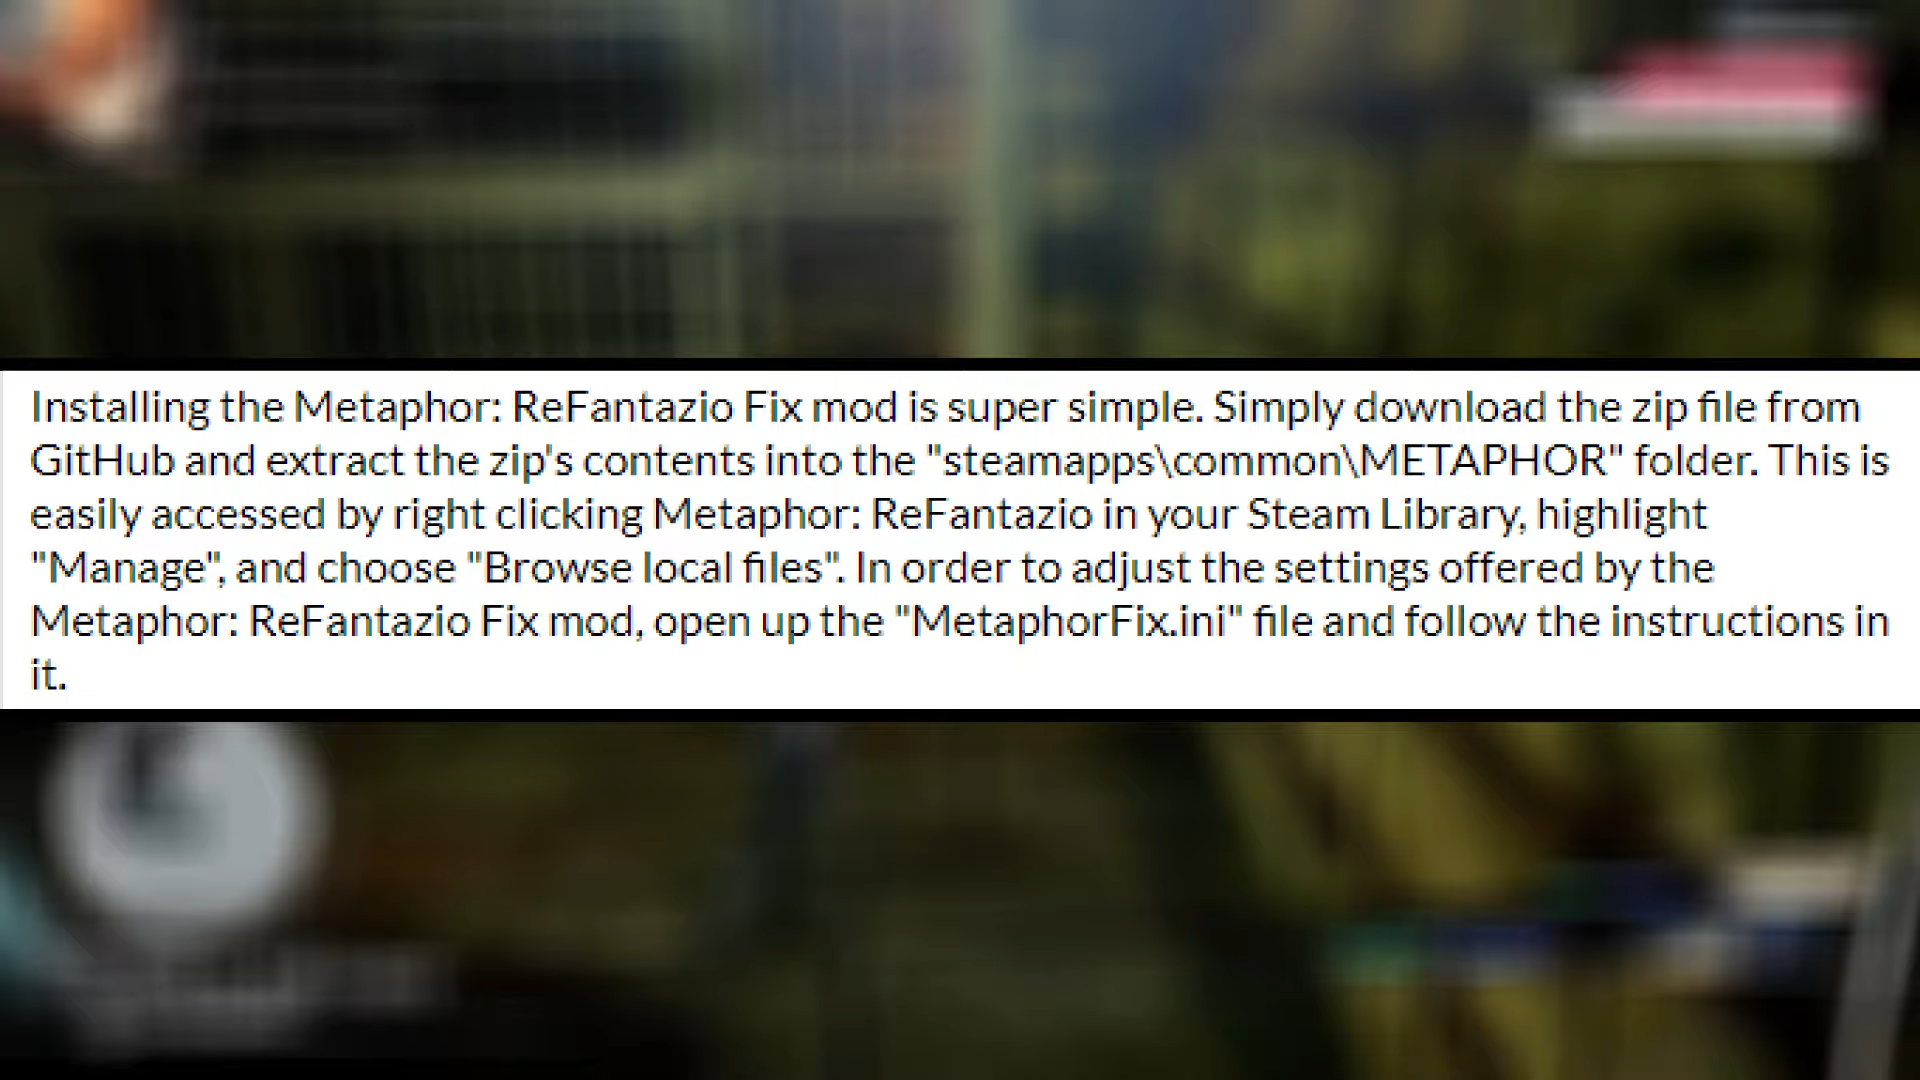 Installing the Metaphor: ReFantazio Fix mod is super simple. Simply download the zip file from
GitHub and extract the zip's contents into the "steamapps\common\METAPHOR" folder. This is
easily accessed by right clicking Metaphor: ReFantazio in your Steam Library, highlight
"Manage", and choose "Browse local files". In order to adjust the settings offered by the
Metaphor: ReFantazio Fix mod, open up the "MetaphorFix.ini" file and follow the instructions in
it.